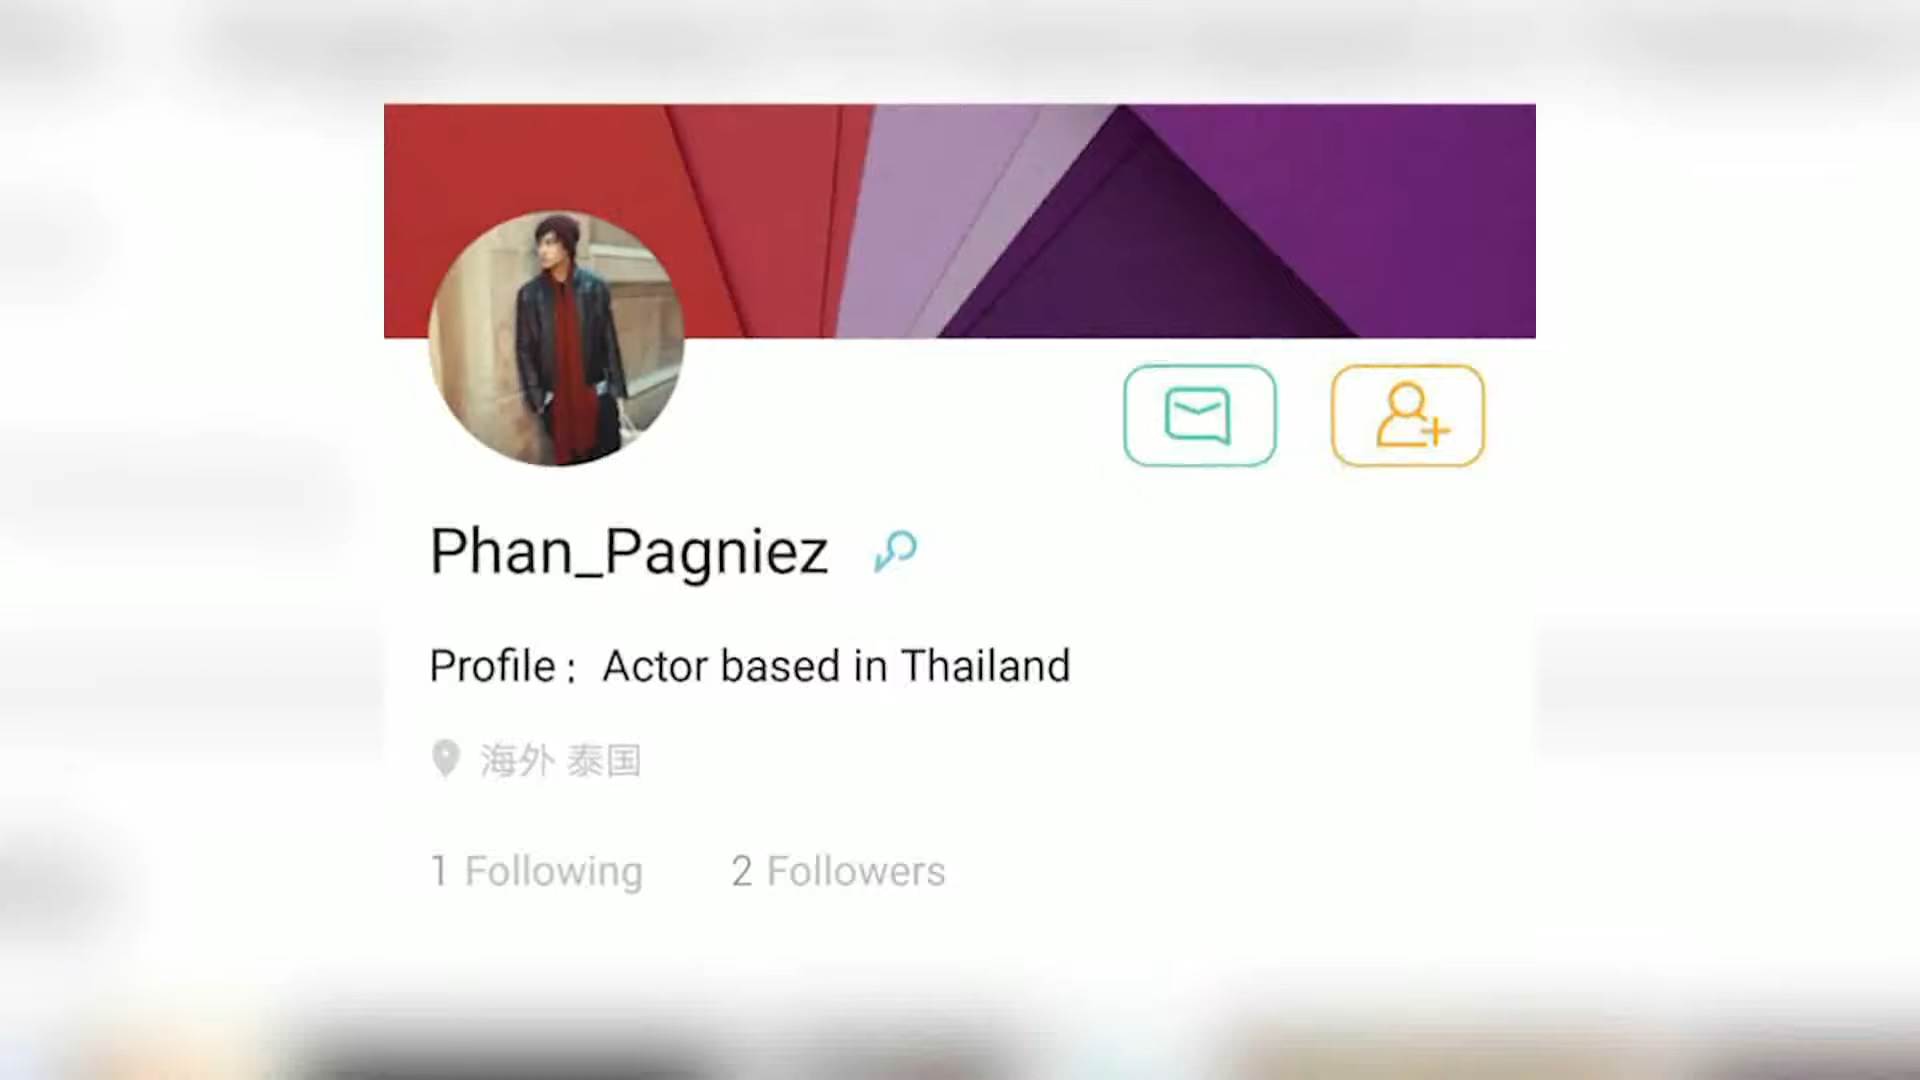 Phan_Pagniez
Profile : Actor based in Thailand
海外 泰国
1 Following 2 Followers